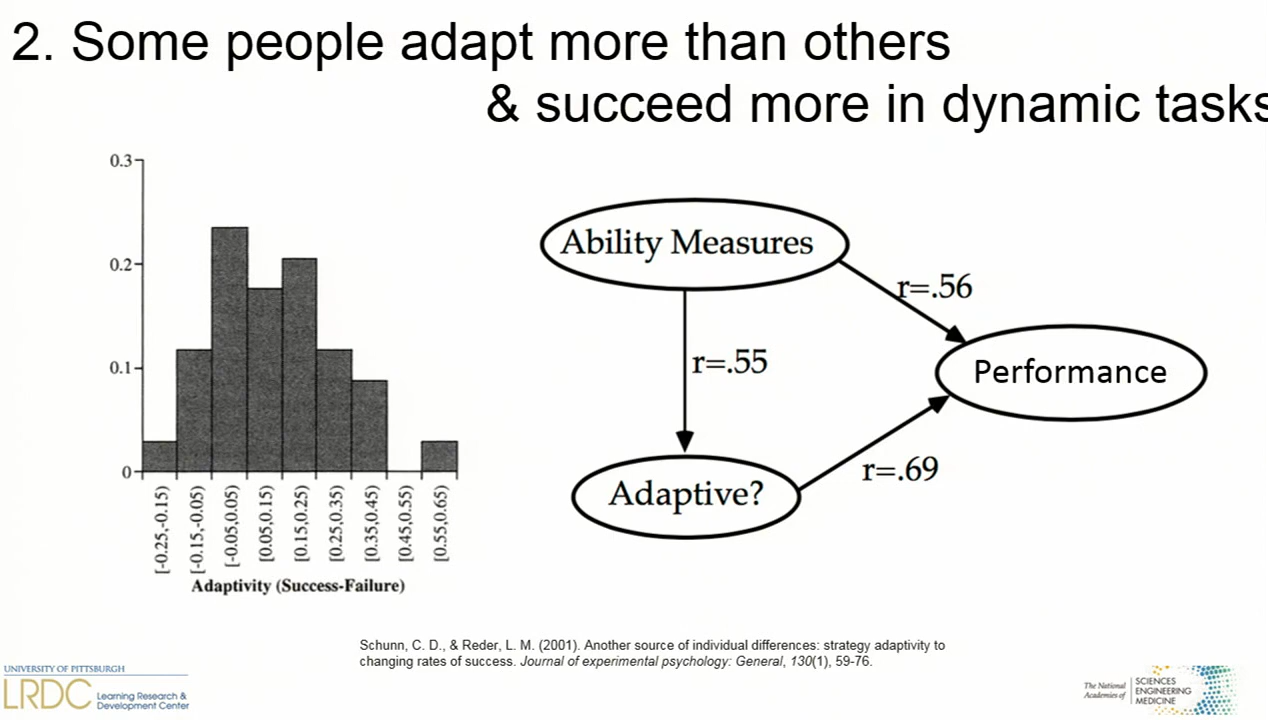 2. Some people adapt more than others
& succeed more in dynamic tasks
0.3
0.2
0.1
0
[-0.25,-0.15)
[-0.15,-0.05)
[-0.05,0.05)
[0.05,0.15)
[0.15,0.25)
[0.25,0.35)
[0.35,0.45)
[0.45,0.55)
[0.55,0.65)
Adaptivity (Success-Failure)
Ability Measures
r=.56
r=.55
Performance
r=.69
Adaptive?
Schunn, C. D., & Reder, L. M. (2001). Another source of individual differences: strategy adaptivity to
changing rates of success. Journal of experimental psychology: General, 130(1), 59-76.
UNIVERSITY OF PITTSBURGH
LRDC
Learning Research &
Development Center
The National
Academies of
SCIENCES
ENGINEERING
MEDICINE